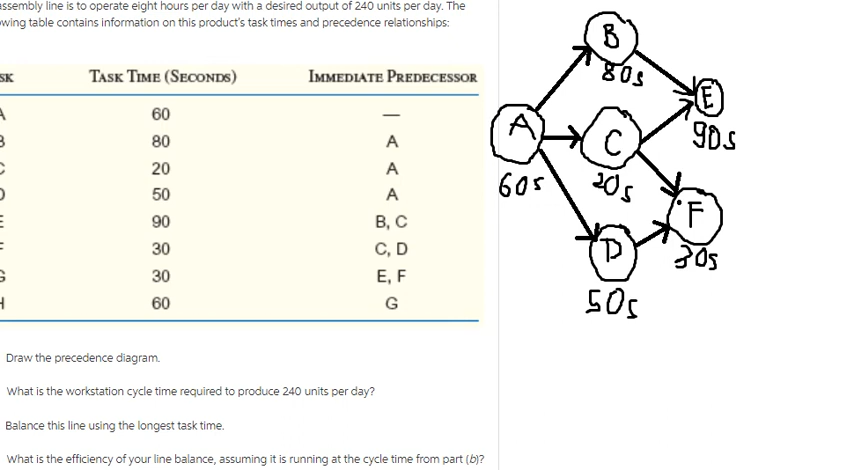 assembly line is to operate eight hours per day with a desired output of 240 units per day. The
owing table contains information on this product's task times and precedence relationships:
SK TASK TIME (SECONDS) IMMEDIATE PREDECESSOR
A 60 —
B 80 A
C 20 A
D 50 A
E 90 B, C
F 30 C, D
G 30 E, F
H 60 G
Draw the precedence diagram.
What is the workstation cycle time required to produce 240 units per day?
Balance this line using the longest task time.
What is the efficiency of your line balance, assuming it is running at the cycle time from part (b)?
B
80s
E
90s
A
60s
C
20s
F
30s
D
50s